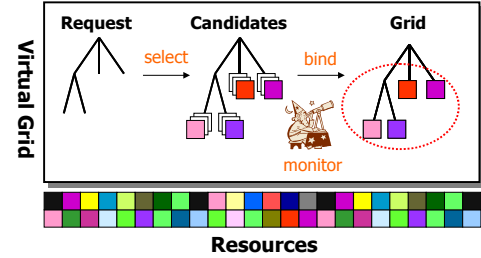 Request
Candidates
Grid
select
bind
Virtual Grid
monitor
Resources